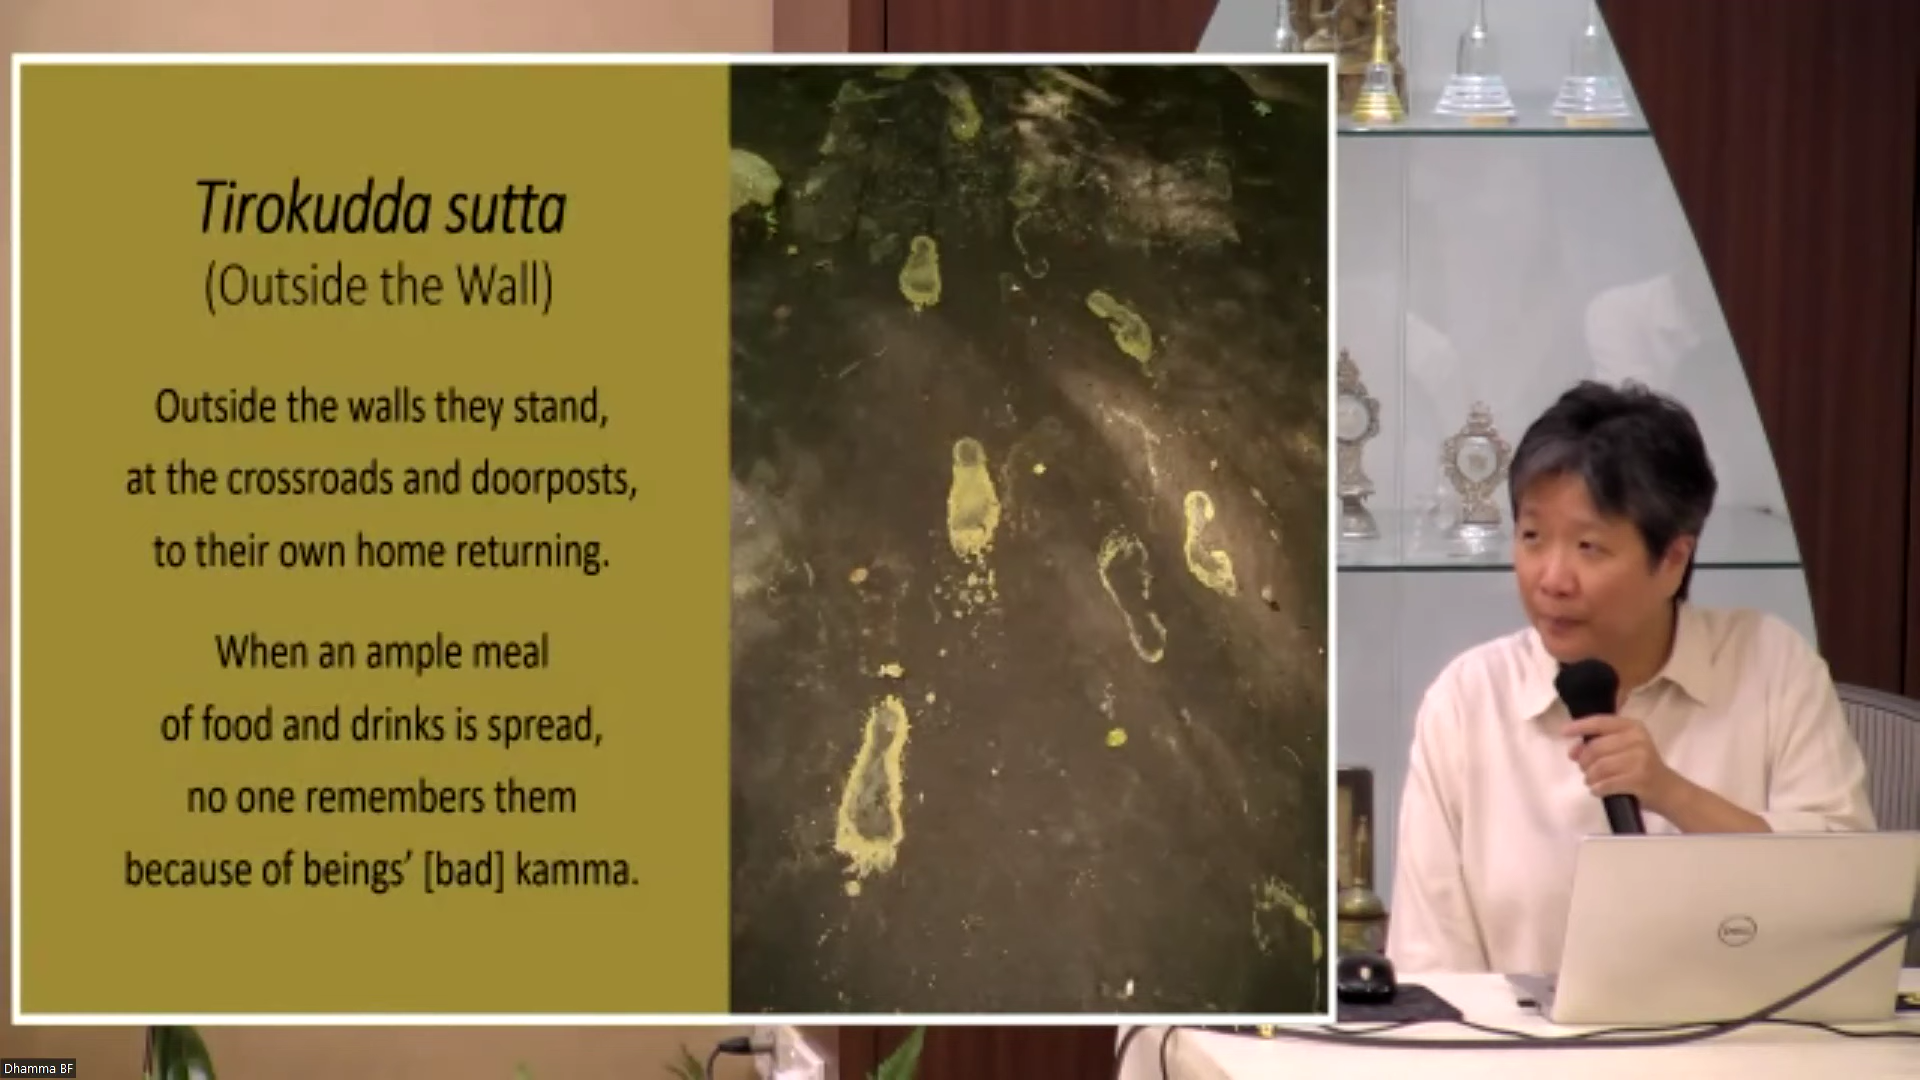 Tirokudda sutta
(Outside the Wall)
Outside the walls they stand,
at the crossroads and doorposts,
to their own home returning.
When an ample meal
of food and drinks is spread,
no one remembers them
because of beings’ [bad] kamma.
DELL
Dhamma BF